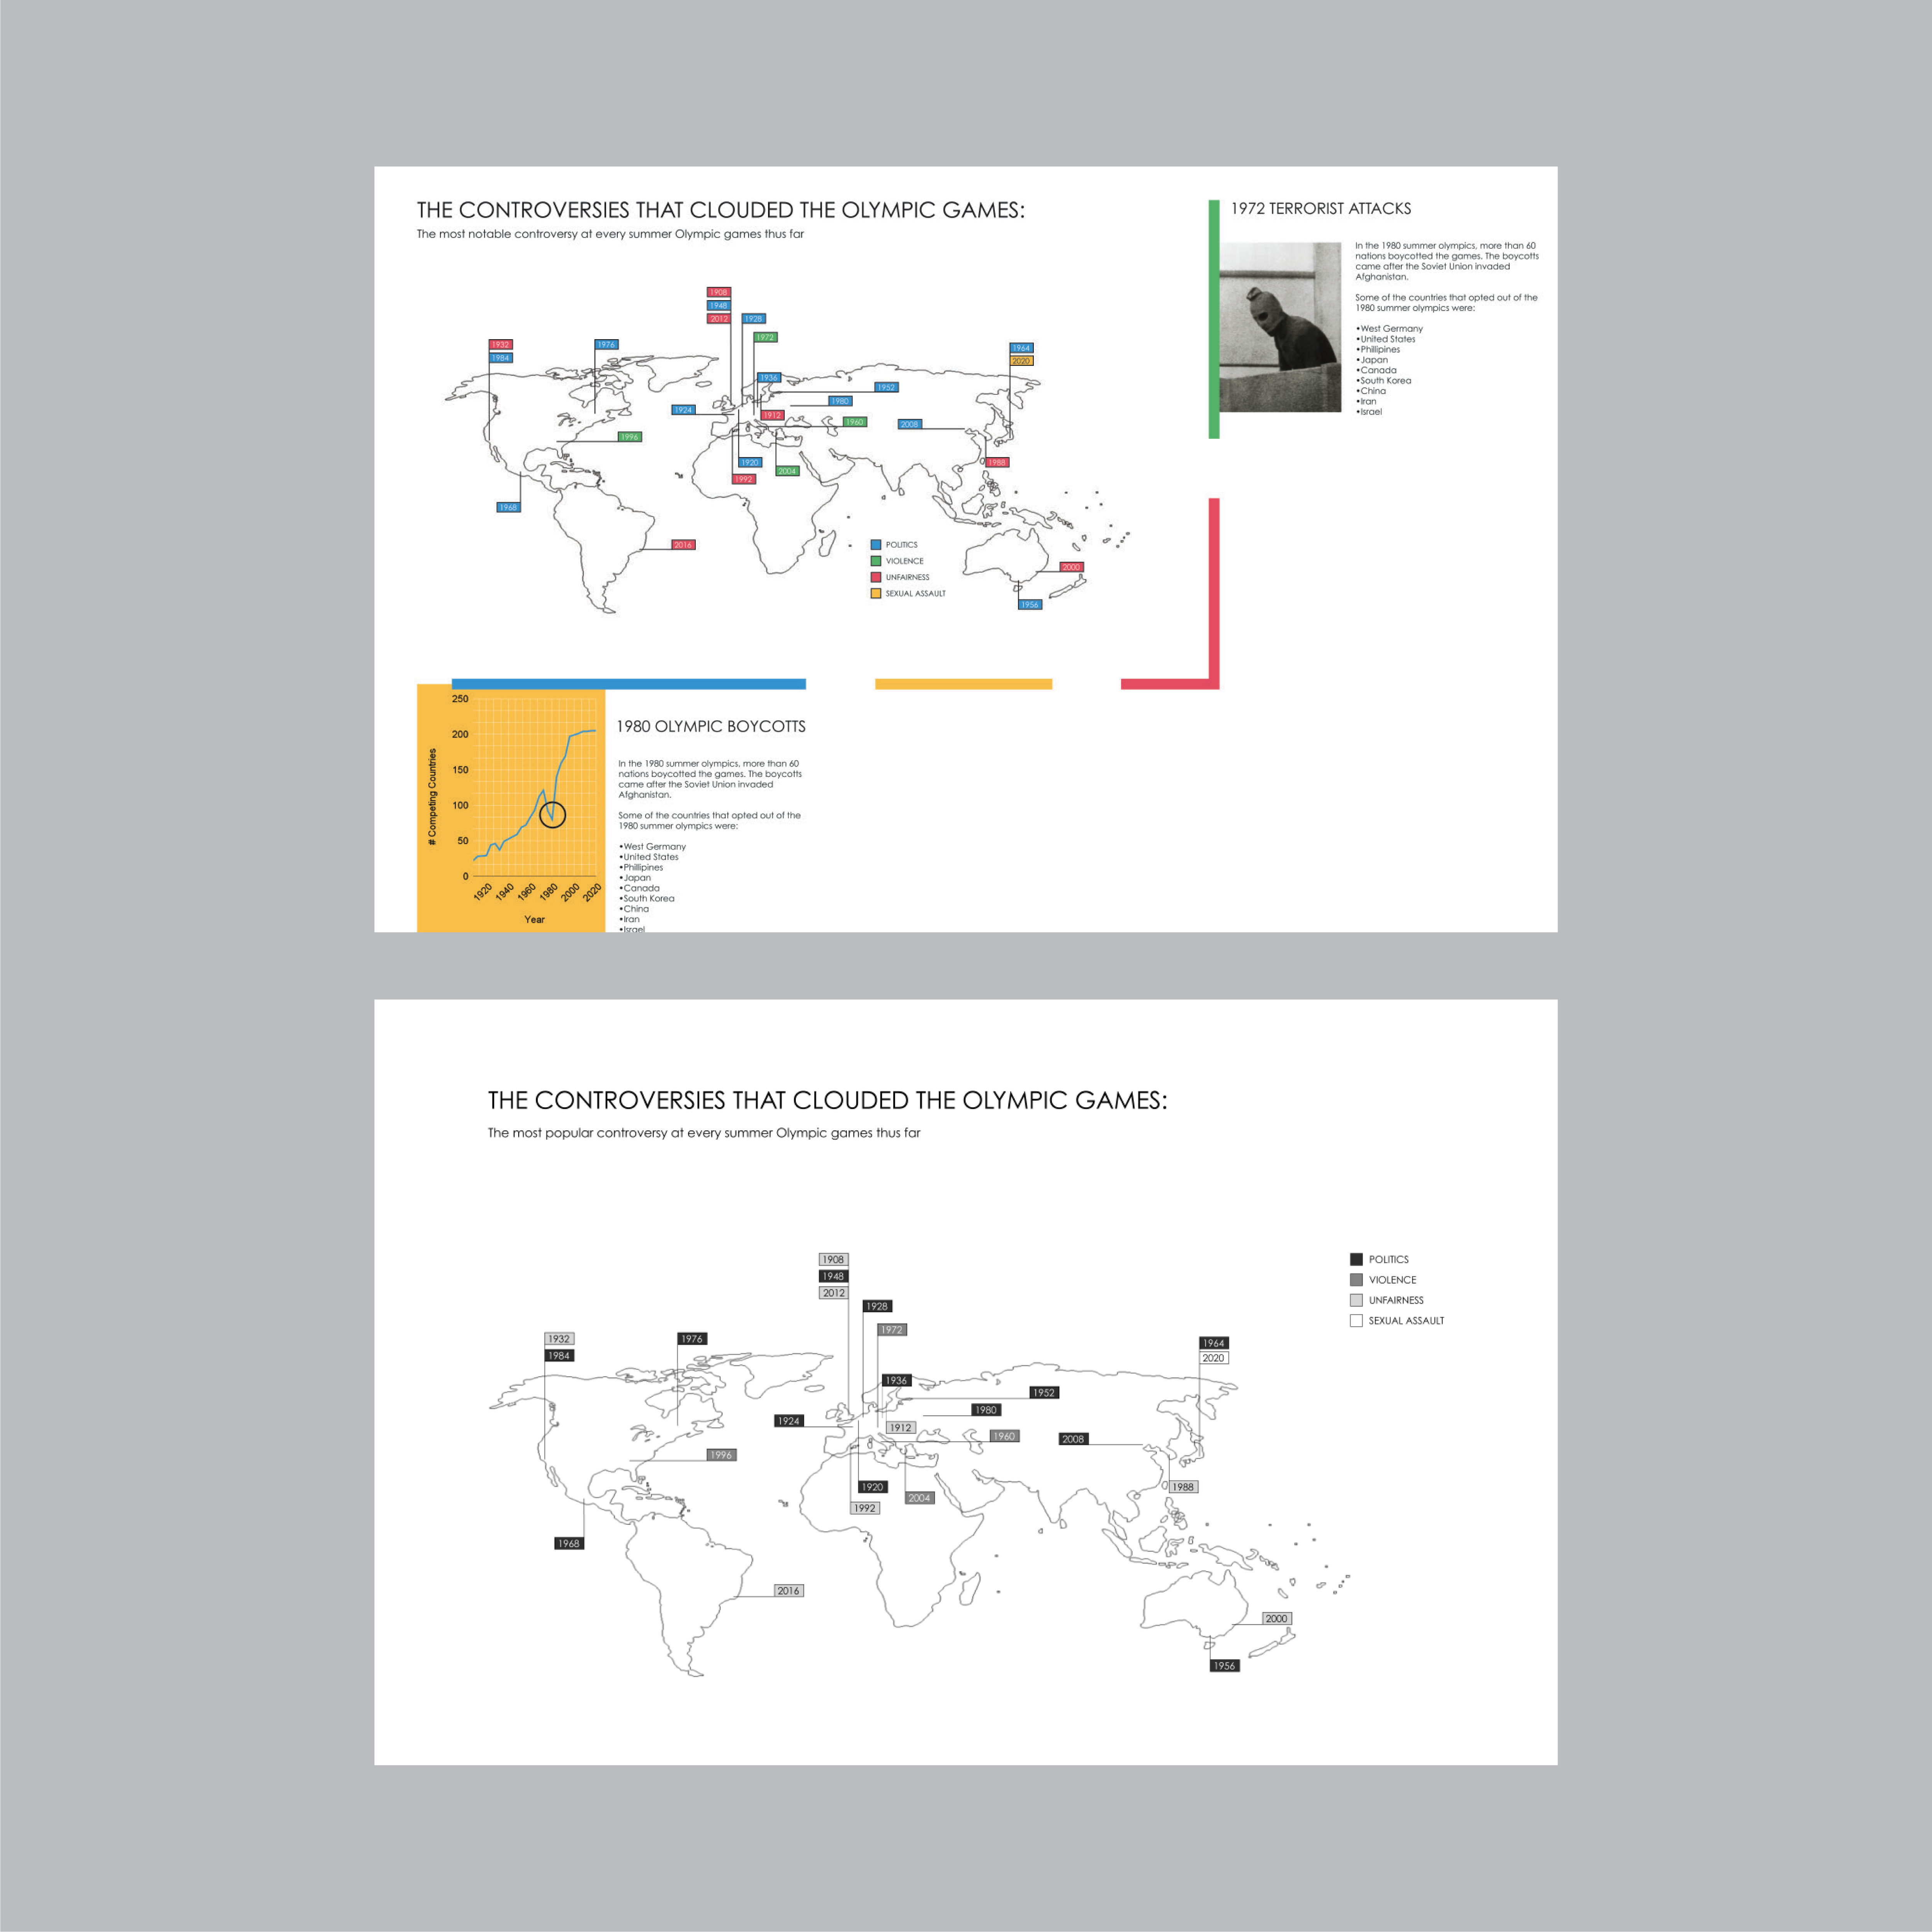 THE CONTROVERSIES THAT CLOUDED THE OLYMPIC GAMES:
The most notable controversy at every summer Olympic games thus far
1908
1948
2012
1928
1972
1932
1984
1976
1964
2020
1936
1952
1980
1924
1912
1960
2008
1996
1920
2004
1992
1988
1968
2016
2000
1956
POLITICS
VIOLENCE
UNFAIRNESS
SEXUAL ASSAULT
1972 TERRORIST ATTACKS
In the 1980 summer olympics, more than 60
nations boycotted the games. The boycotts
came after the Soviet Union invaded
Afghanistan.
Some of the countries that opted out of the
1980 summer olympics were:
•West Germany
•United States
•Phillipines
•Japan
•Canada
•South Korea
•China
•Iran
•Israel
250
200
150
100
50
0
# Competing Countries
1920
1940
1960
1980
2000
2020
Year
1980 OLYMPIC BOYCOTTS
In the 1980 summer olympics, more than 60
nations boycotted the games. The boycotts
came after the Soviet Union invaded
Afghanistan.
Some of the countries that opted out of the
1980 summer olympics were:
•West Germany
•United States
•Phillipines
•Japan
•Canada
•South Korea
•China
•Iran
•Israel
THE CONTROVERSIES THAT CLOUDED THE OLYMPIC GAMES:
The most popular controversy at every summer Olympic games thus far
1908
1948
2012
1928
1972
1932
1984
1976
1964
2020
1936
1952
1980
1924
1912
1960
2008
1996
1920
2004
1992
1988
1968
2016
2000
1956
POLITICS
VIOLENCE
UNFAIRNESS
SEXUAL ASSAULT